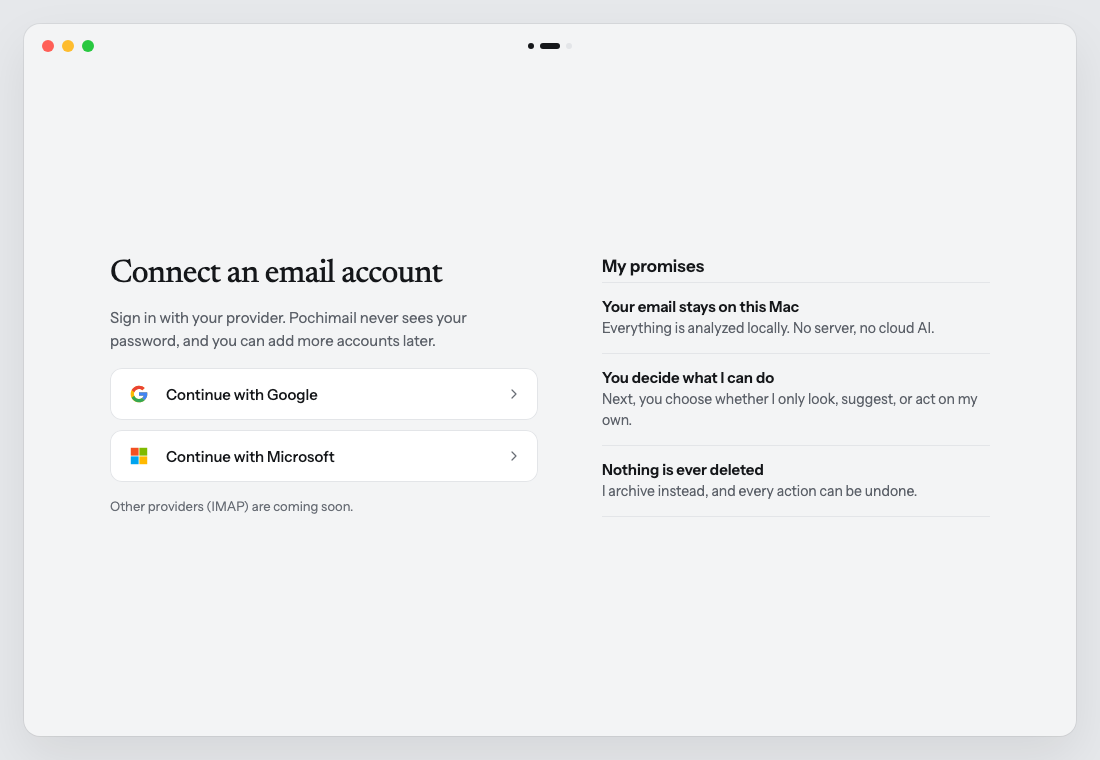 Connect an email account
Sign in with your provider. Pochimail never sees your
password, and you can add more accounts later.
Continue with Google
Continue with Microsoft
Other providers (IMAP) are coming soon.
My promises
Your email stays on this Mac
Everything is analyzed locally. No server, no cloud AI.
You decide what I can do
Next, you choose whether I only look, suggest, or act on my
own.
Nothing is ever deleted
I archive instead, and every action can be undone.